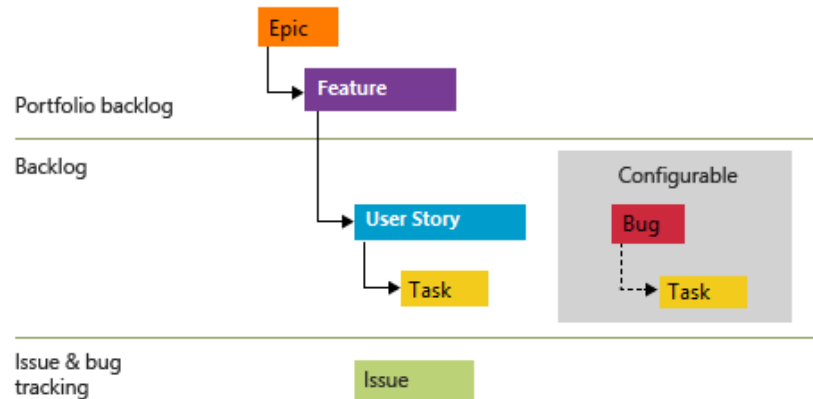 Epic
Feature
Portfolio backlog
Backlog
Configurable
User Story
Bug
Task
Task
Issue & bug
tracking
Issue